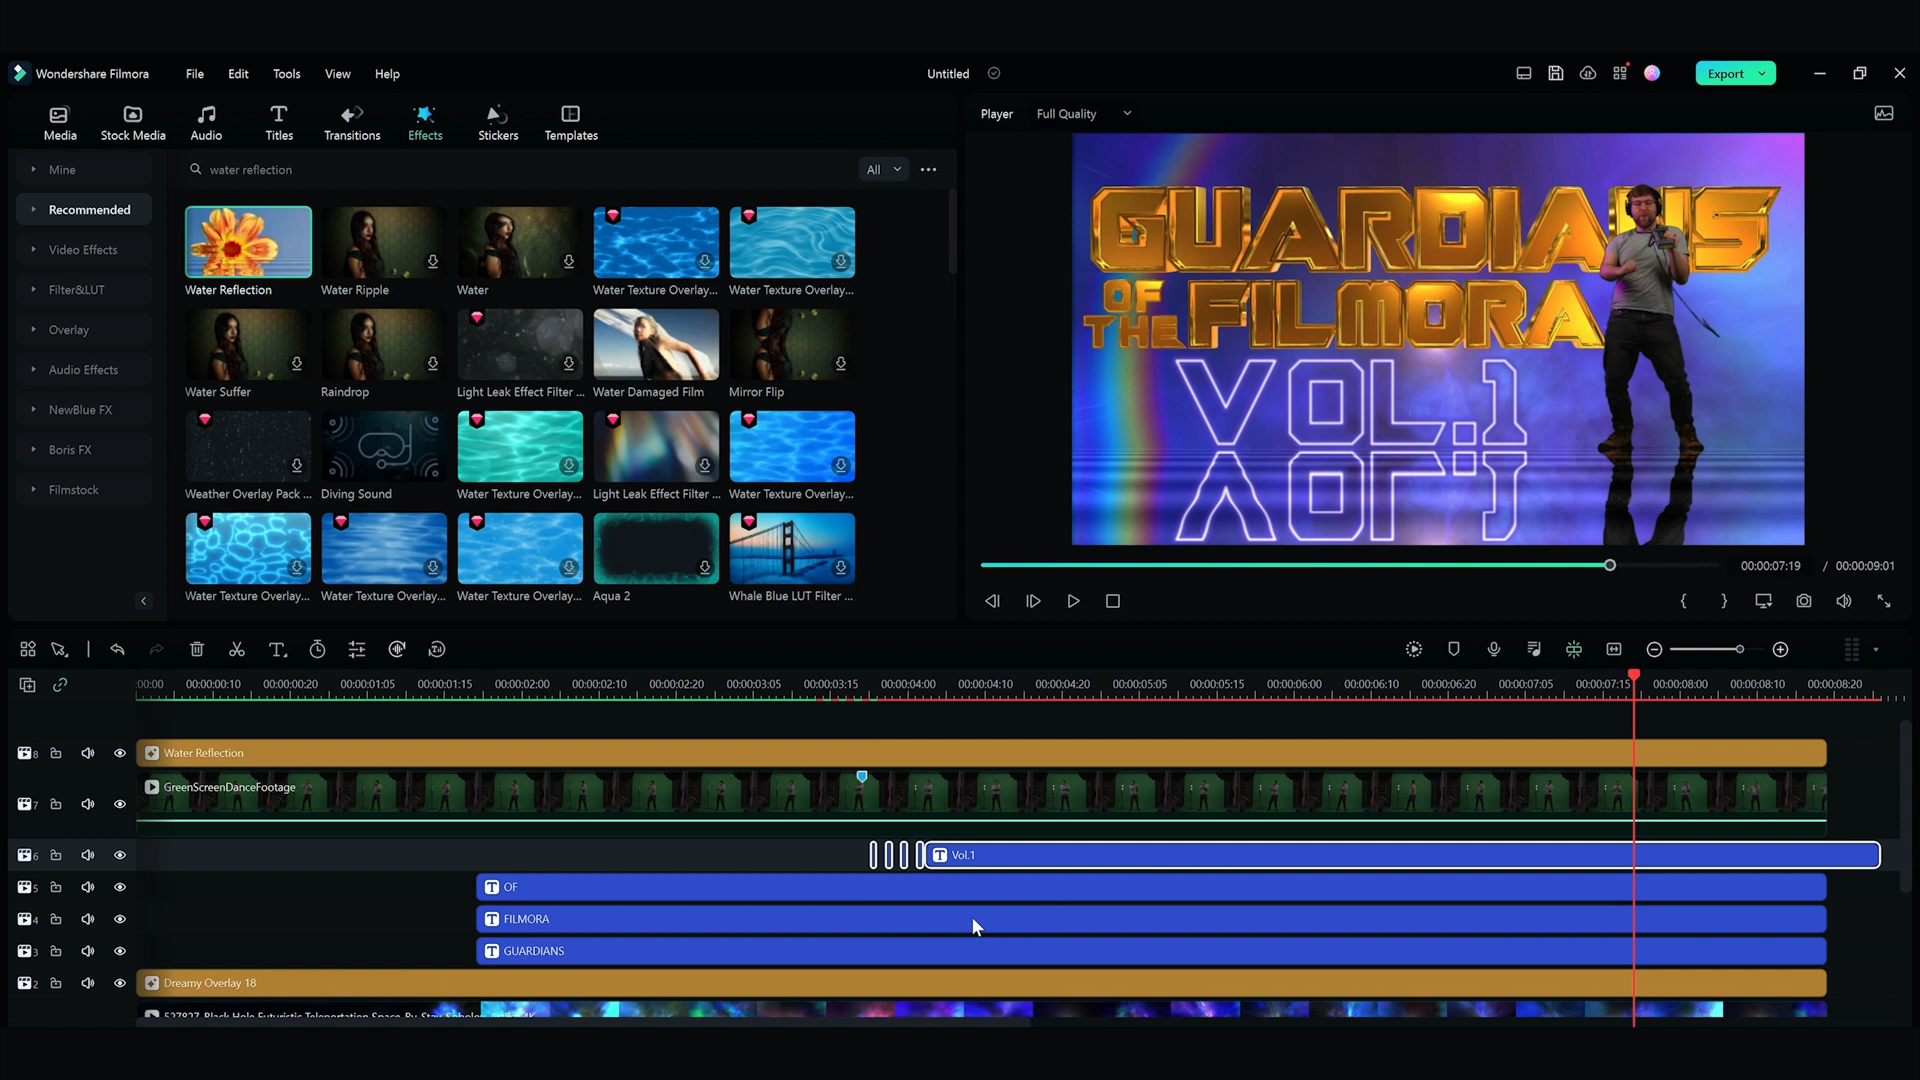 Wondershare Filmora
File
Edit
Tools
View
Help
Untitled
Export
Media
Stock Media
Audio
Titles
Transitions
Effects
Stickers
Templates
Player
Full Quality
Mine
Recommended
Video Effects
Filter&LUT
Overlay
Audio Effects
NewBlue FX
Boris FX
Filmstock
water reflection
All
Water Reflection
Water Ripple
Water
Water Texture Overlay...
Water Texture Overlay...
Water Suffer
Raindrop
Light Leak Effect Filter ...
Water Damaged Film
Mirror Flip
Weather Overlay Pack ...
Diving Sound
Water Texture Overlay...
Light Leak Effect Filter ...
Water Texture Overlay...
Water Texture Overlay...
Water Texture Overlay...
Water Texture Overlay...
Aqua 2
Whale Blue LUT Filter ...
GUARDIANS
OF
THE FILMORA
VOL.1
00:00:07:19 / 00:00:09:01
:00:00
00:00:00:10
00:00:00:20
00:00:01:05
00:00:01:15
00:00:02:00
00:00:02:10
00:00:02:20
00:00:03:05
00:00:03:15
00:00:04:00
00:00:04:10
00:00:04:20
00:00:05:05
00:00:05:15
00:00:06:00
00:00:06:10
00:00:06:20
00:00:07:05
00:00:07:15
00:00:08:00
00:00:08:10
00:00:08:20
8
Water Reflection
7
GreenScreenDanceFootage
6
Vol.1
5
OF
4
FILMORA
3
GUARDIANS
2
Dreamy Overlay 18